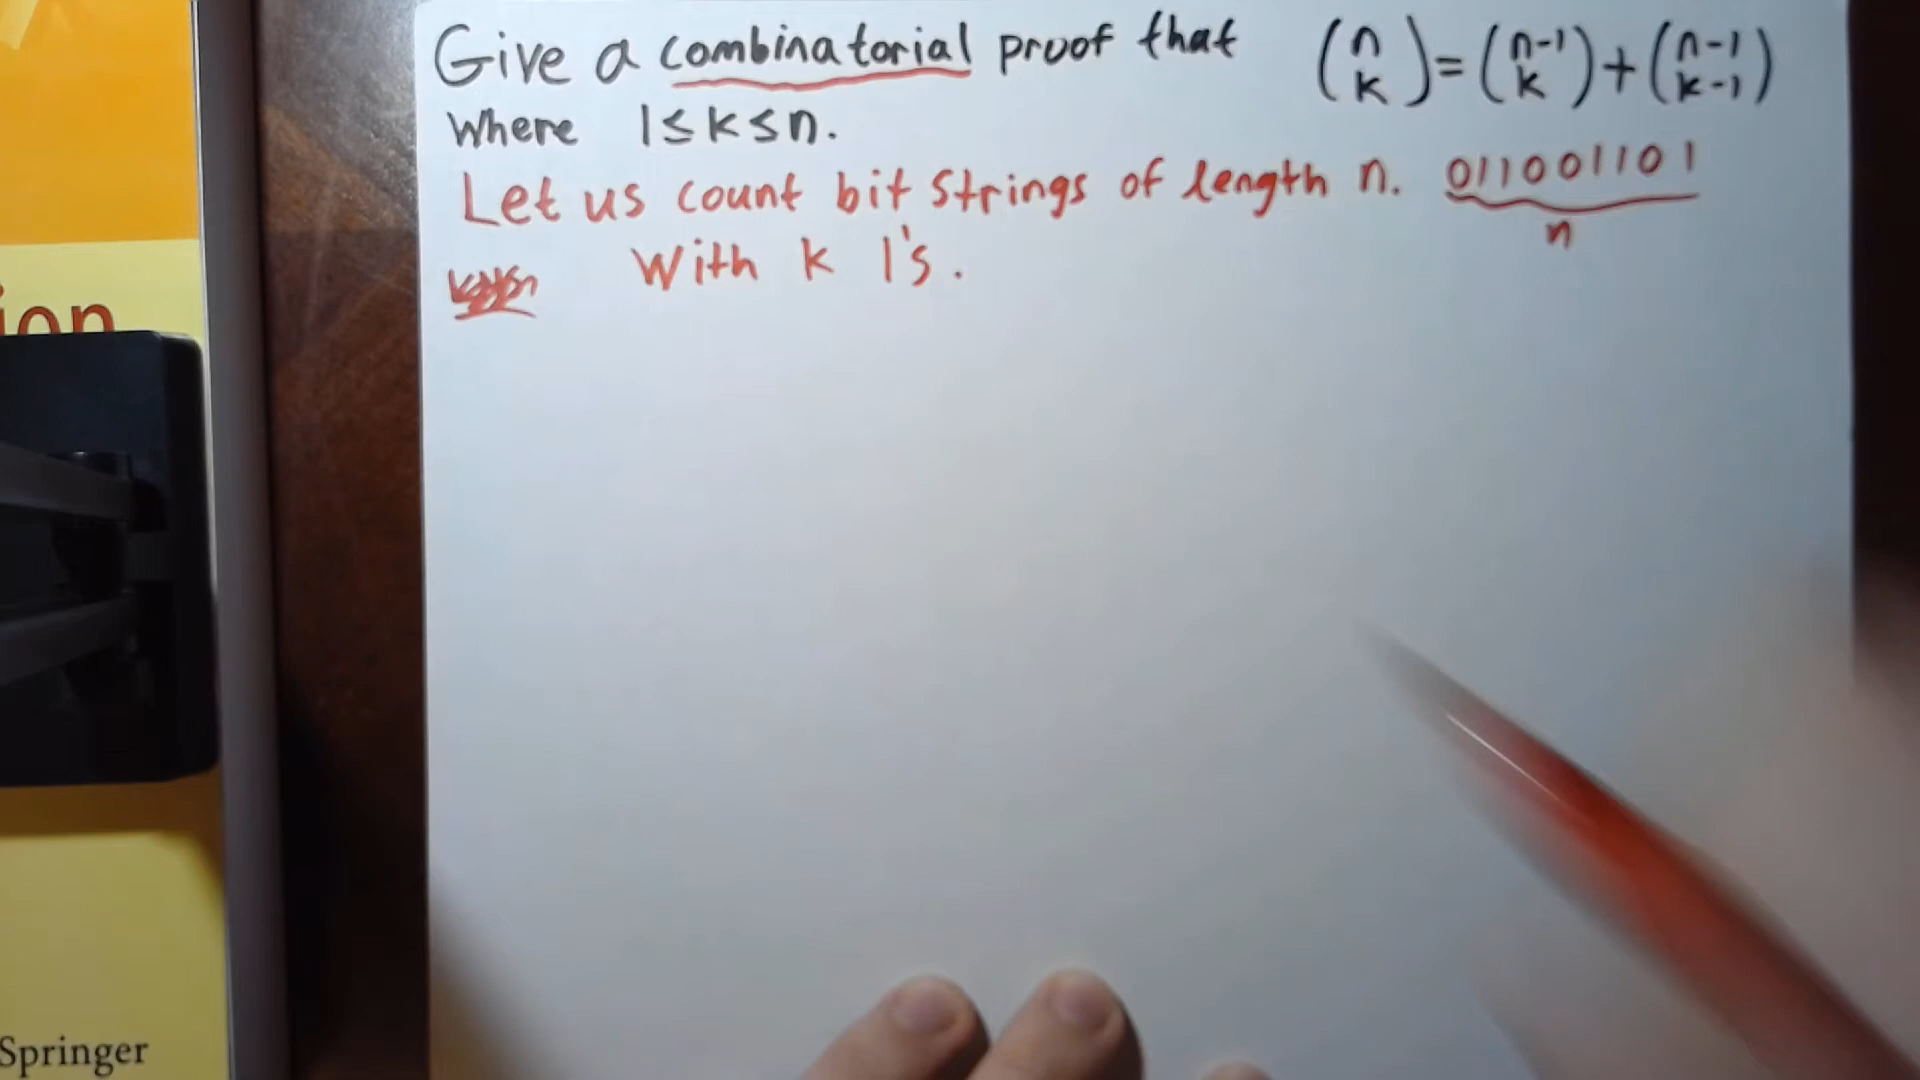 Give a combinatorial proof that (n k) = (n-1 k) + (n-1 k-1)
where 1 ≤ k ≤ n.
Let us count bit strings of length n. 011001101
n
With k 1's.
ion
Springer